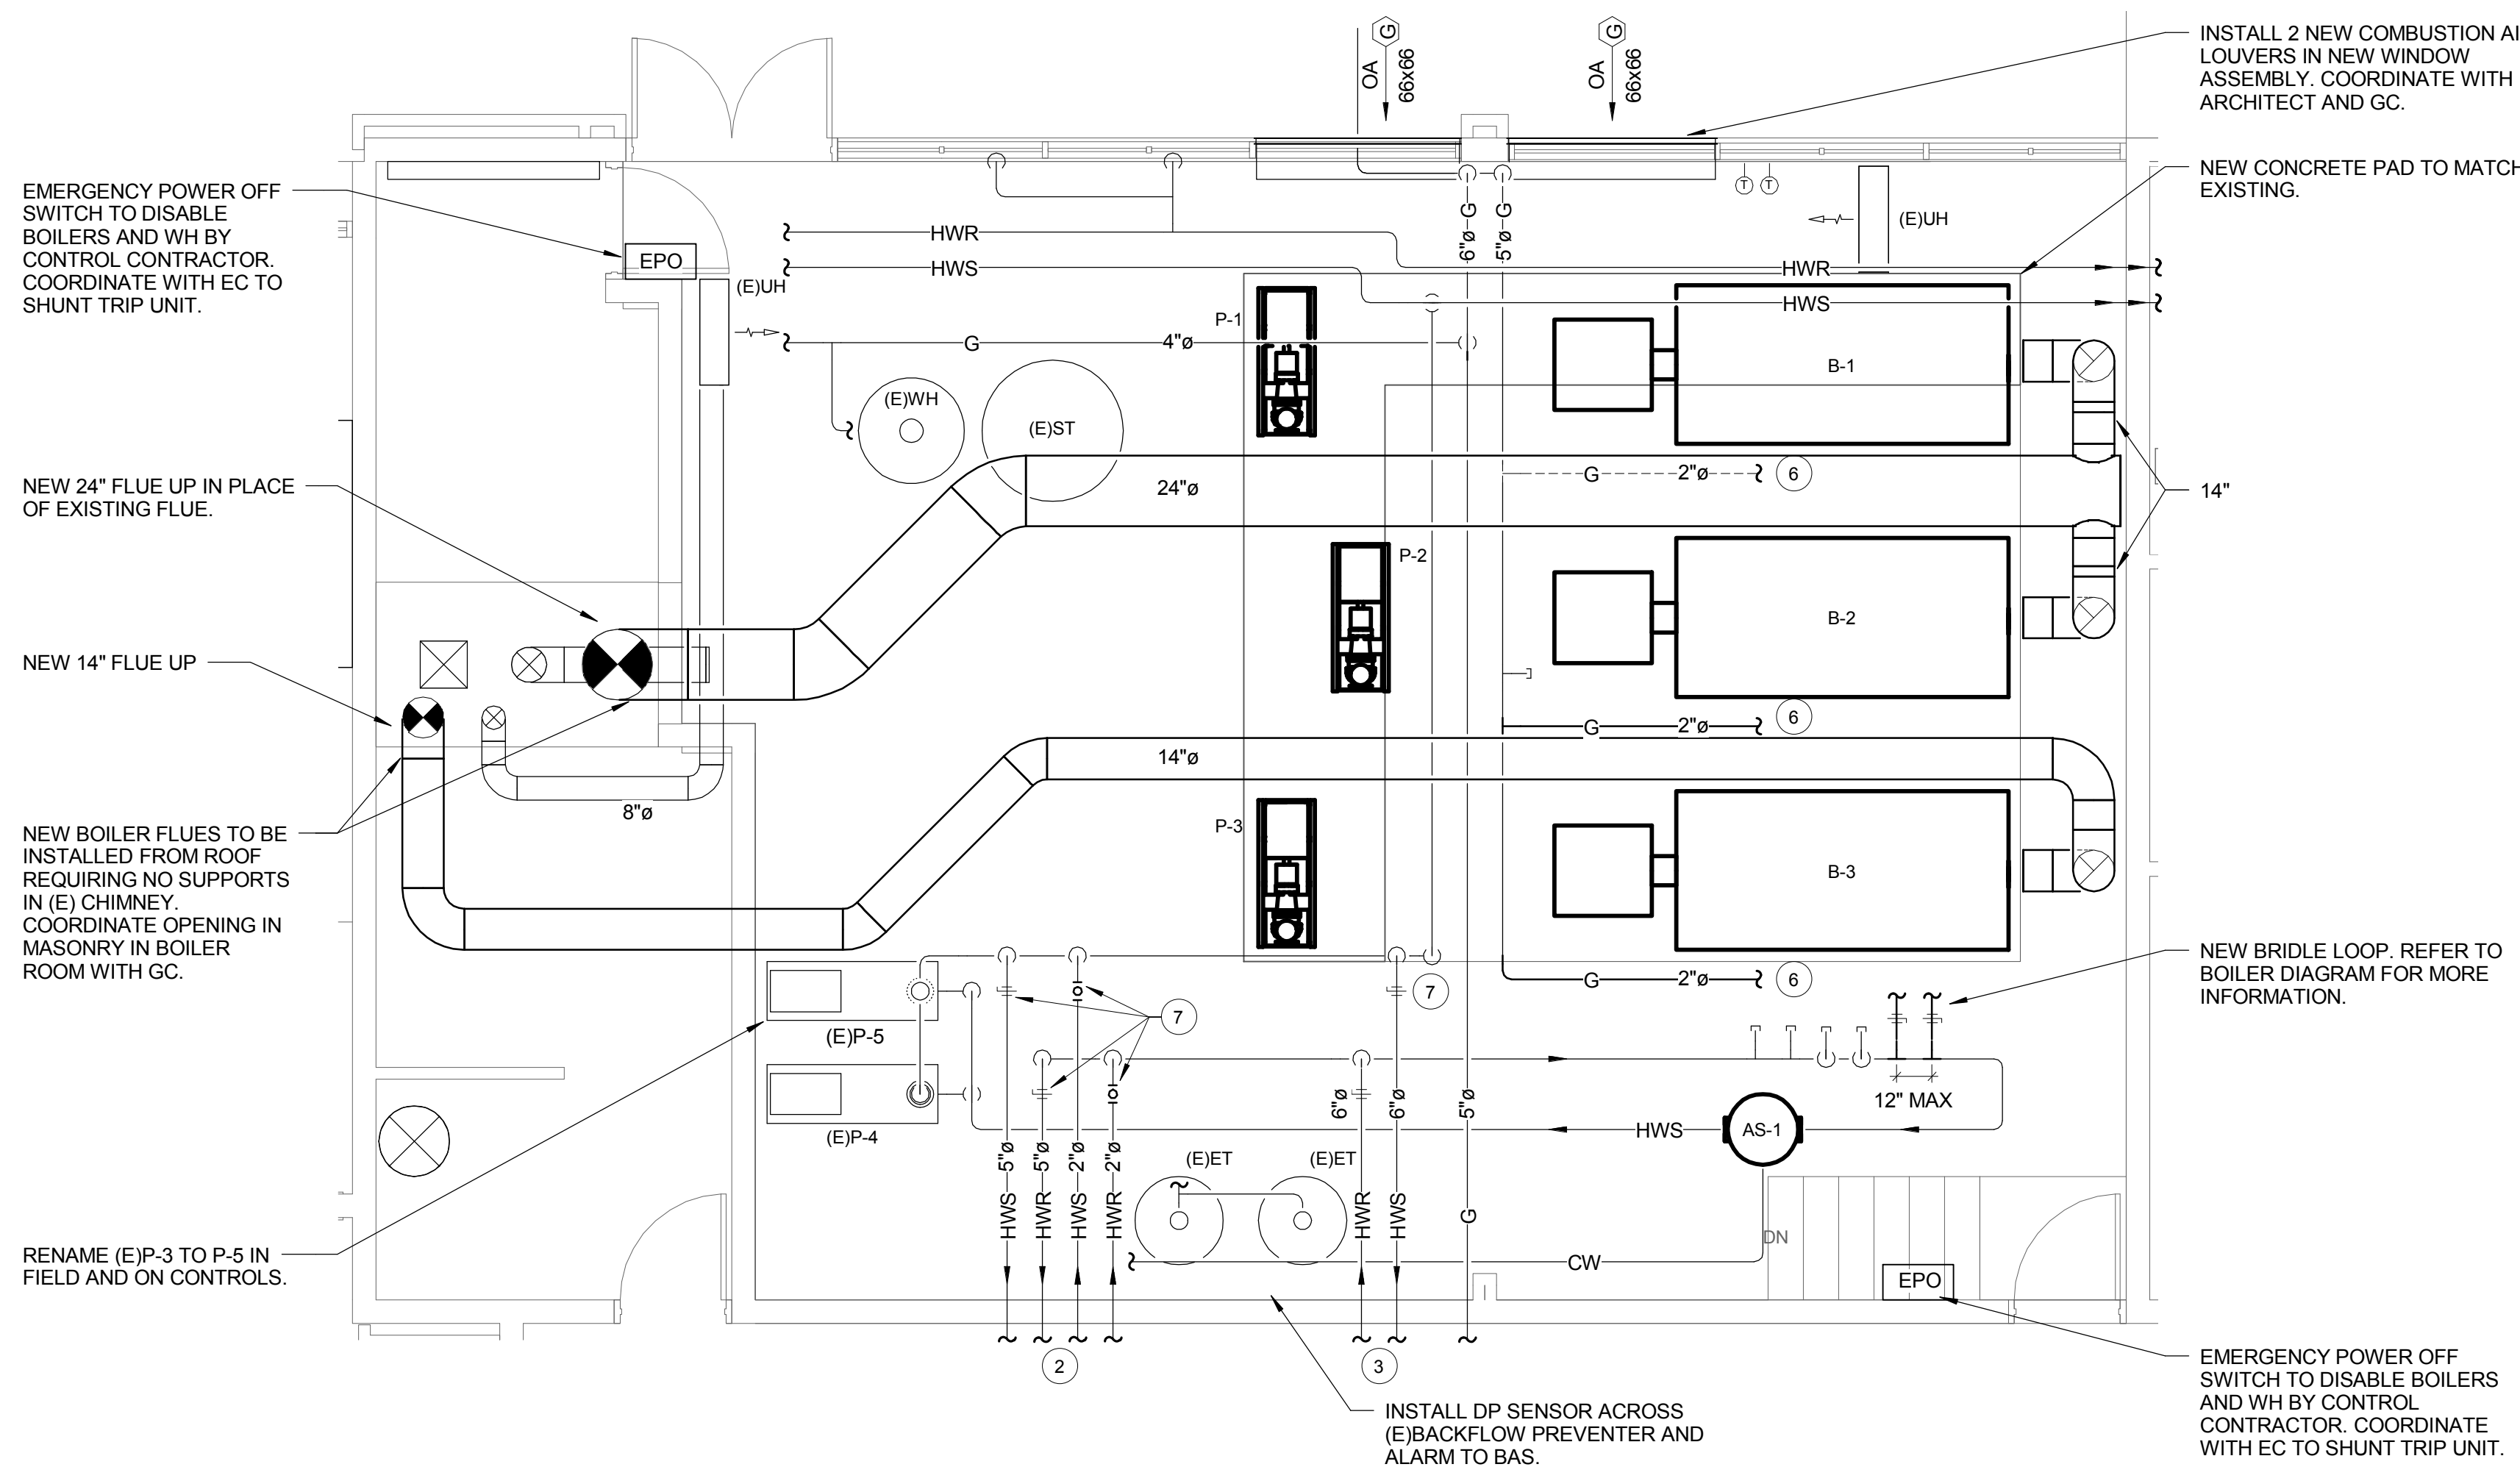 INSTALL 2 NEW COMBUSTION AI
LOUVERS IN NEW WINDOW
ASSEMBLY. COORDINATE WITH
ARCHITECT AND GC.
G
OA
66x66
G
OA
66x66
NEW CONCRETE PAD TO MATCH
EXISTING.
EMERGENCY POWER OFF
SWITCH TO DISABLE
BOILERS AND WH BY
CONTROL CONTRACTOR.
COORDINATE WITH EC TO
SHUNT TRIP UNIT.
EPO
(E)UH
HWR
HWS
6"ø
G
5"ø
G
T
T
(E)UH
HWR
HWS
G
4"ø
P-1
B-1
(E)WH
(E)ST
NEW 24" FLUE UP IN PLACE
OF EXISTING FLUE.
24"ø
G
2"ø
6
14"
P-2
B-2
NEW 14" FLUE UP
G
2"ø
6
14"ø
8"ø
NEW BOILER FLUES TO BE
INSTALLED FROM ROOF
REQUIRING NO SUPPORTS
IN (E) CHIMNEY.
COORDINATE OPENING IN
MASONRY IN BOILER
ROOM WITH GC.
P-3
B-3
G
2"ø
6
NEW BRIDLE LOOP. REFER TO
BOILER DIAGRAM FOR MORE
INFORMATION.
7
7
(E)P-5
(E)P-4
12" MAX
HWS
AS-1
HWS
5"ø
HWR
5"ø
HWS
2"ø
HWR
2"ø
(E)ET
(E)ET
HWR
6"ø
HWS
6"ø
G
5"ø
CW
DN
EPO
RENAME (E)P-3 TO P-5 IN
FIELD AND ON CONTROLS.
2
3
INSTALL DP SENSOR ACROSS
(E)BACKFLOW PREVENTER AND
ALARM TO BAS.
EMERGENCY POWER OFF
SWITCH TO DISABLE BOILERS
AND WH BY CONTROL
CONTRACTOR. COORDINATE
WITH EC TO SHUNT TRIP UNIT.